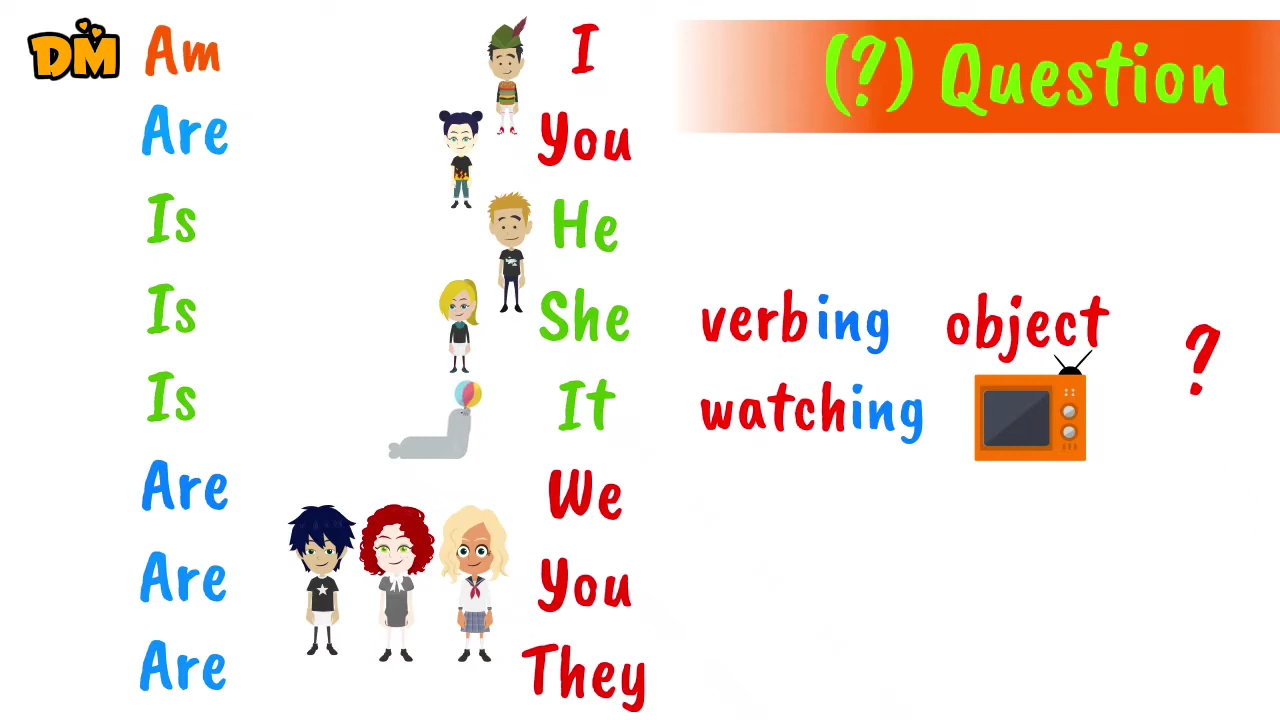 DM
Am I
Are You
Is He
Is She
Is It
Are We
Are You
Are They
(?) Question
verbing object ?
watching